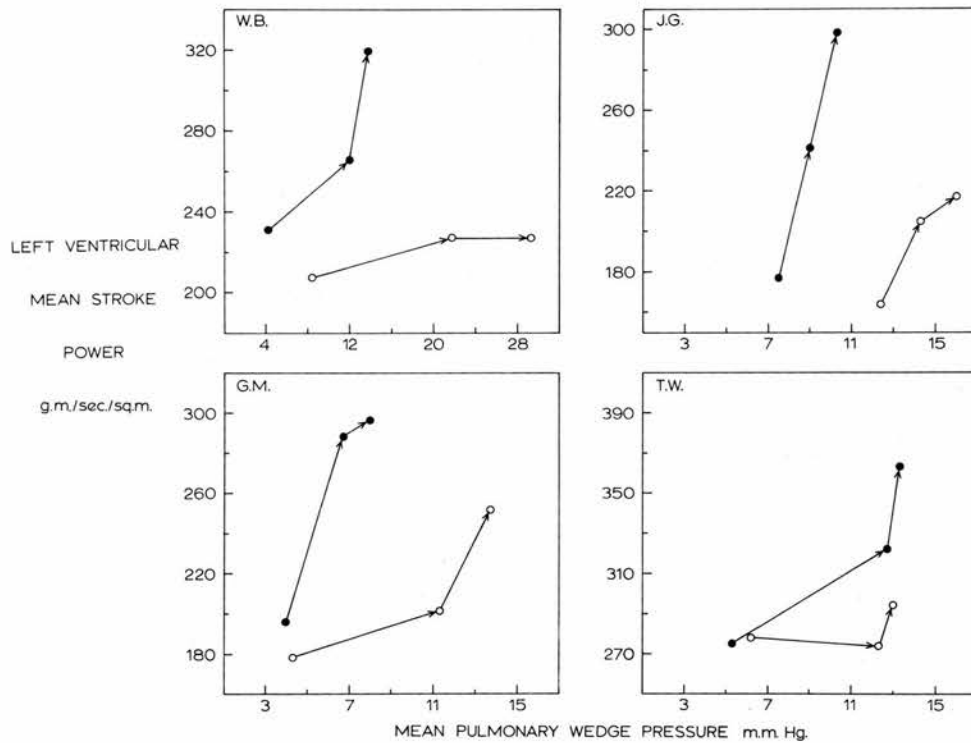 W.B.
320
280
240
200
4 12 20 28
J.G.
300
260
220
180
3 7 11 15
LEFT VENTRICULAR
MEAN STROKE
POWER
g.m./sec./sq.m.
G.M.
300
260
220
180
3 7 11 15
T.W.
390
350
310
270
3 7 11 15
MEAN PULMONARY WEDGE PRESSURE m.m. Hg.